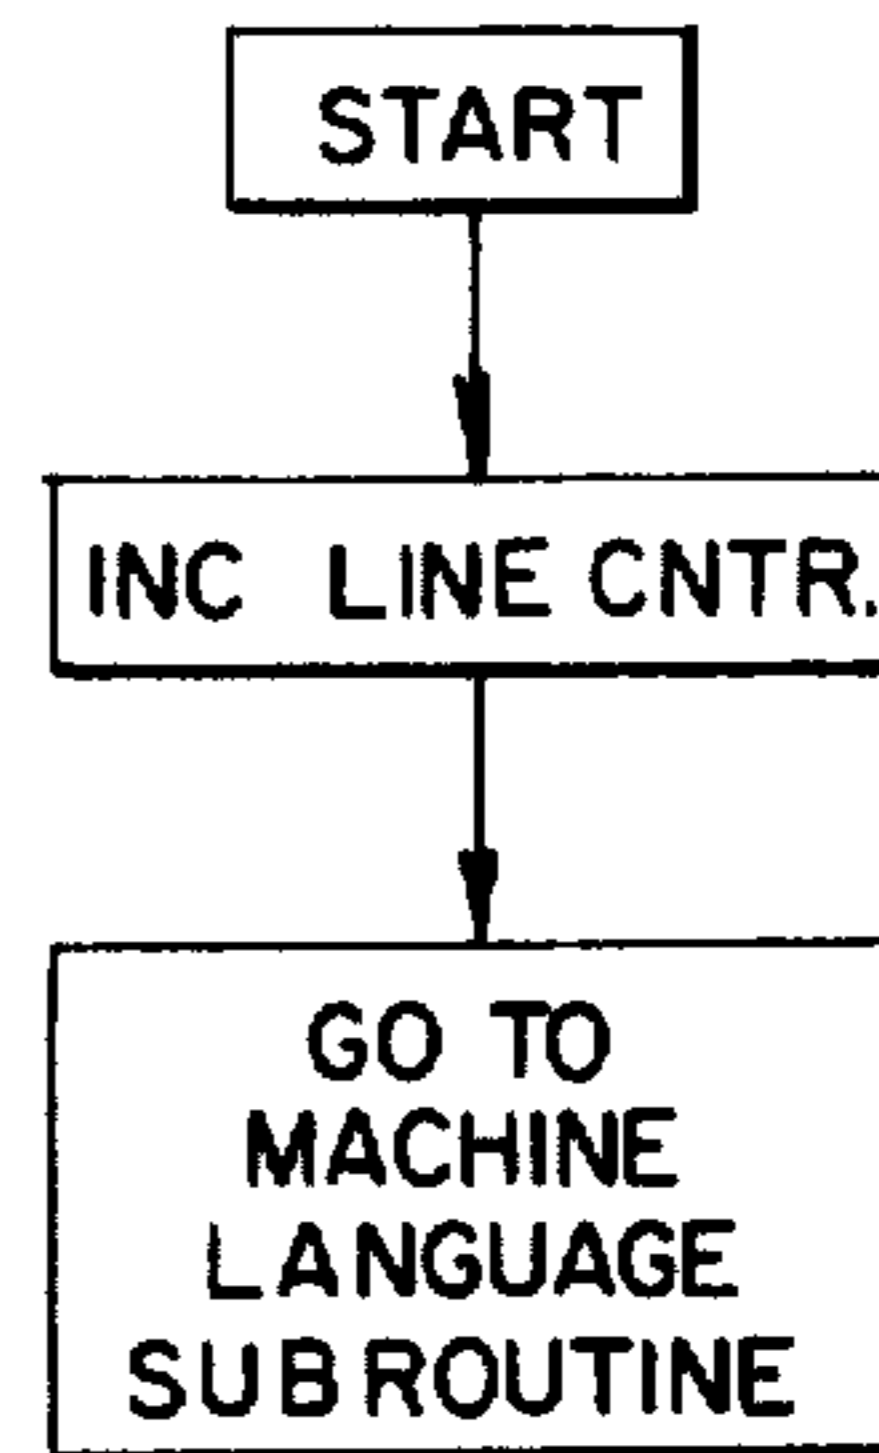 START
INC LINE CNTR.
GO TO
MACHINE
LANGUAGE
SUBROUTINE